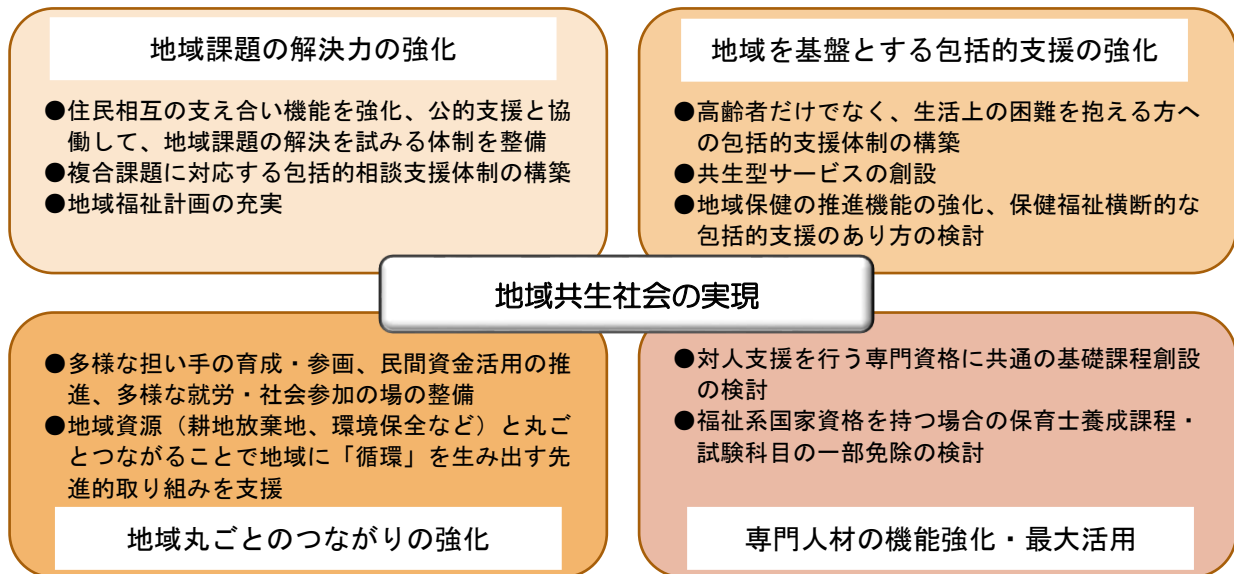 地域課題の解決力の強化
●住民相互の支え合い機能を強化、公的支援と協
働して、地域課題の解決を試みる体制を整備
●複合課題に対応する包括的相談支援体制の構築
●地域福祉計画の充実
地域を基盤とする包括的支援の強化
●高齢者だけでなく、生活上の困難を抱える方へ
の包括的支援体制の構築
●共生型サービスの創設
●地域保健の推進機能の強化、保健福祉横断的な
包括的支援のあり方の検討
地域共生社会の実現
●多様な担い手の育成・参画、民間資金活用の推
進、多様な就労・社会参加の場の整備
●地域資源（耕地放棄地、環境保全など）と丸ご
とつながることで地域に「循環」を生み出す先
進的取り組みを支援
地域丸ごとのつながりの強化
●対人支援を行う専門資格に共通の基礎課程創設
の検討
●福祉系国家資格を持つ場合の保育士養成課程・
試験科目の一部免除の検討
専門人材の機能強化・最大活用